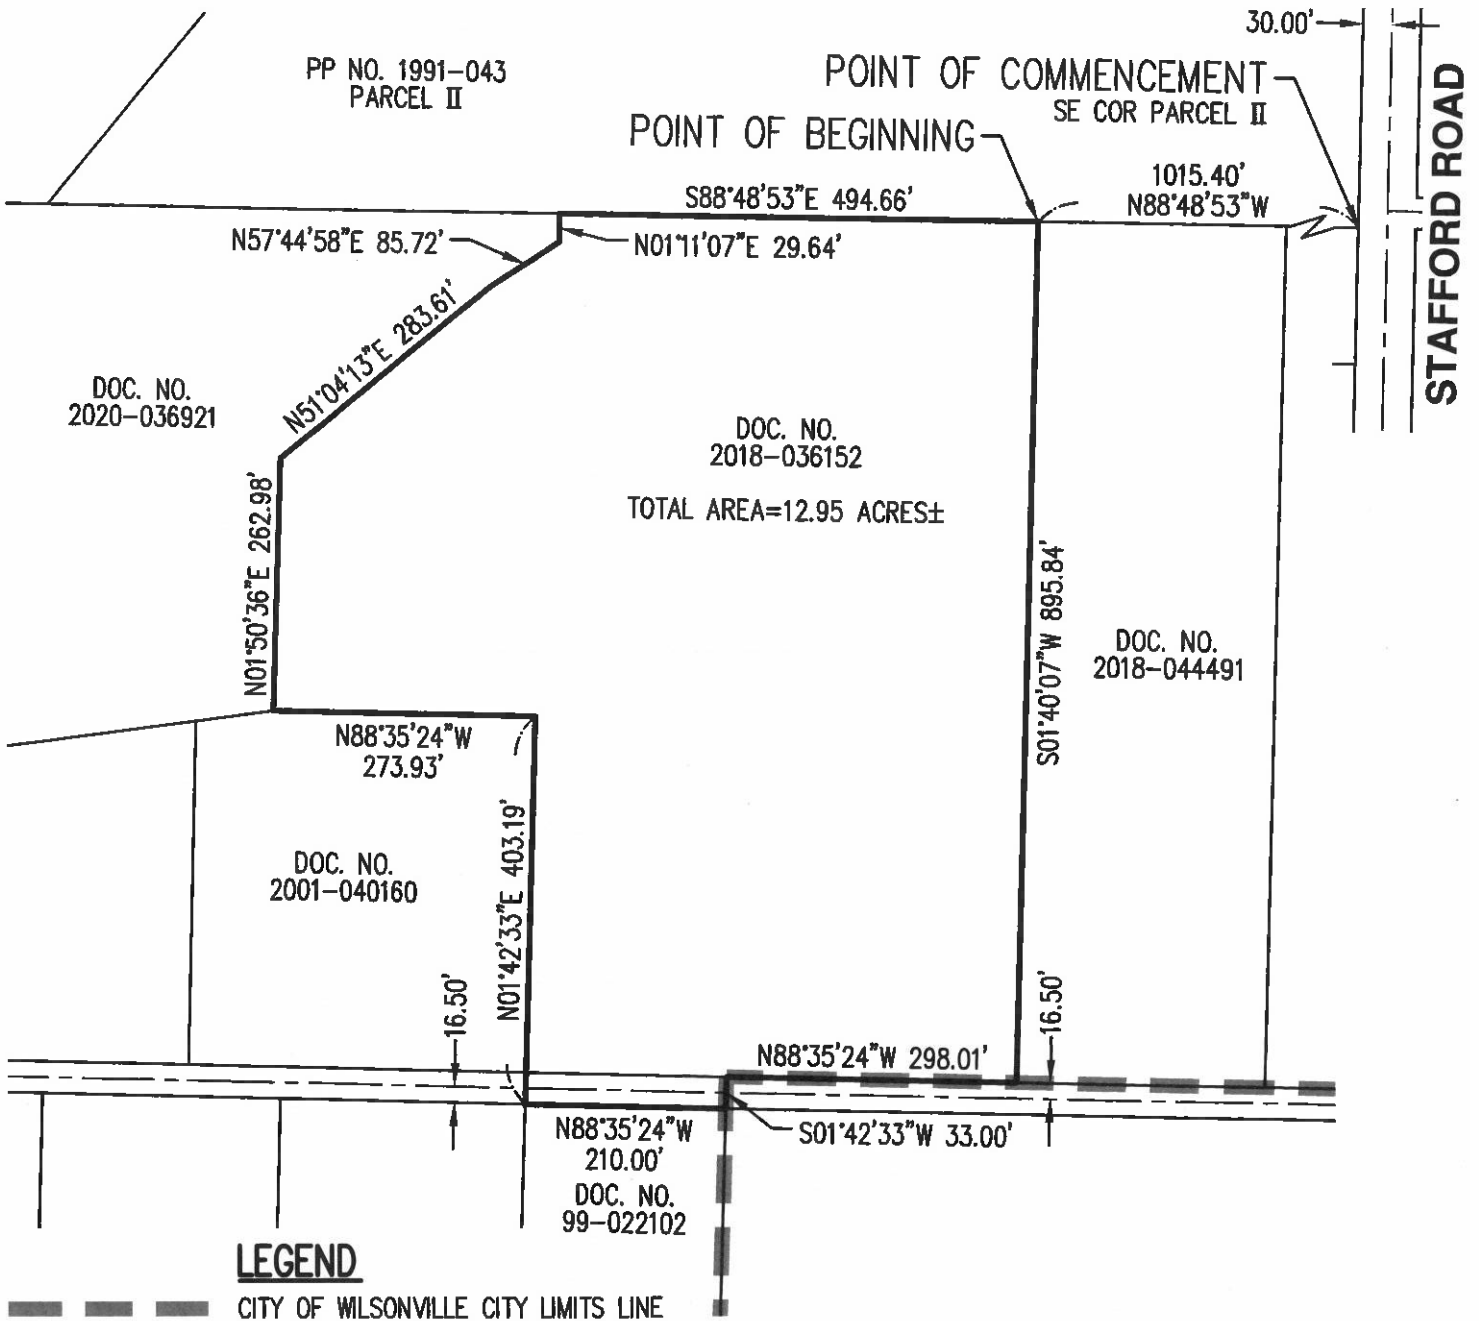 30.00'
PP NO. 1991-043
PARCEL II
POINT OF COMMENCEMENT
SE COR PARCEL II
POINT OF BEGINNING
STAFFORD ROAD
1015.40'
N88°48'53"W
S88°48'53"E 494.66'
N57°44'58"E 85.72'
N01°11'07"E 29.64'
N51°04'13"E 283.61'
DOC. NO.
2020-036921
DOC. NO.
2018-036152
TOTAL AREA=12.95 ACRES±
N01°50'36"E 262.98'
S01°40'07"W 895.84'
DOC. NO.
2018-044491
N88°35'24"W
273.93'
N01°42'33"E 403.19'
DOC. NO.
2001-040160
16.50'
16.50'
N88°35'24"W 298.01'
N88°35'24"W
210.00'
S01°42'33"W 33.00'
DOC. NO.
99-022102
LEGEND
CITY OF WILSONVILLE CITY LIMITS LINE